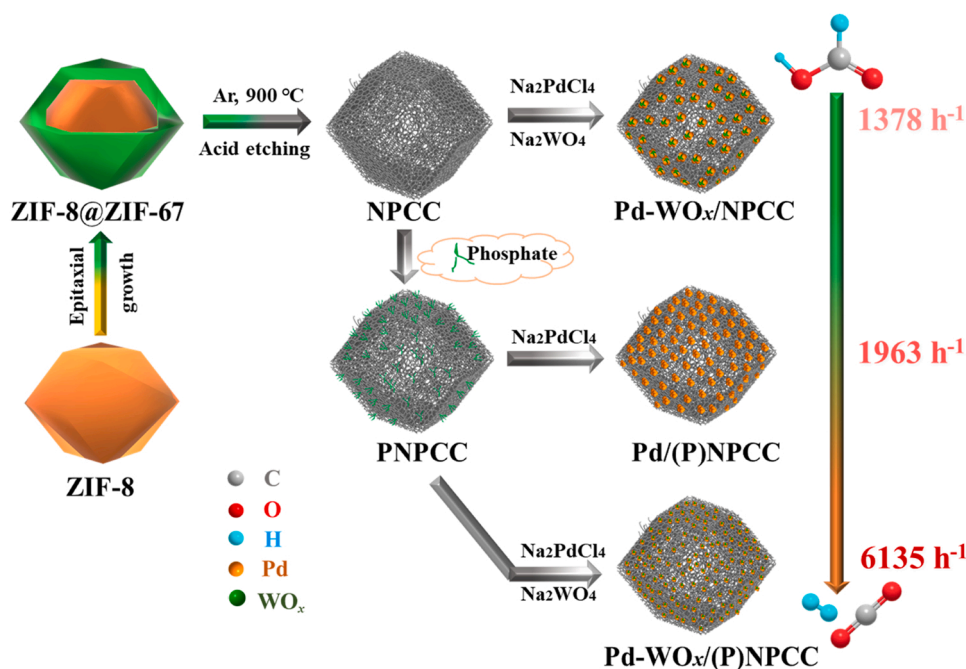 ZIF-8@ZIF-67
Ar, 900 ℃
Acid etching
NPCC
Na₂PdCl₄
Na₂WO₄
Pd-WOₓ/NPCC
1378 h⁻¹
Epitaxial
growth
Phosphate
ZIF-8
PNPCC
Na₂PdCl₄
Pd/(P)NPCC
1963 h⁻¹
C
O
H
Pd
WOₓ
Na₂PdCl₄
Na₂WO₄
Pd-WOₓ/(P)NPCC
6135 h⁻¹